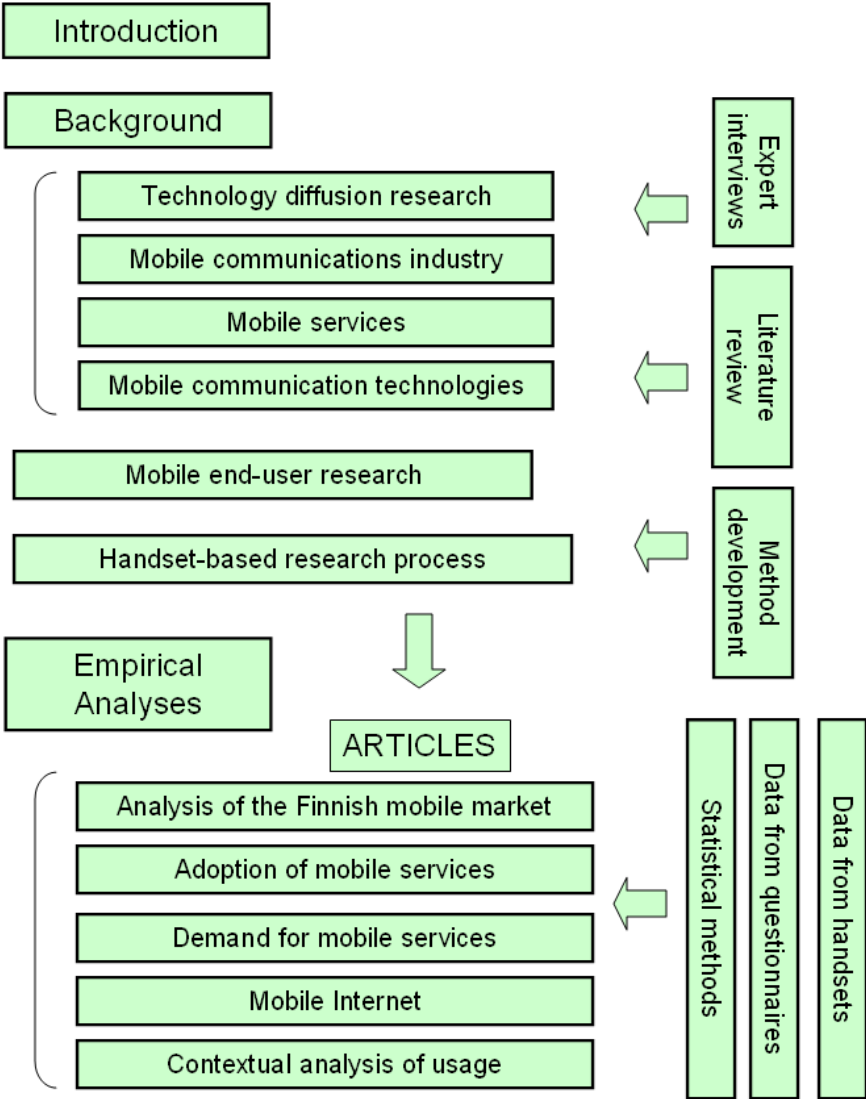 Introduction
Background
Technology diffusion research
Mobile communications industry
Mobile services
Mobile communication technologies
Mobile end-user research
Handset-based research process
Expert
interviews
Literature
review
Method
development
Empirical
Analyses
ARTICLES
Analysis of the Finnish mobile market
Adoption of mobile services
Demand for mobile services
Mobile Internet
Contextual analysis of usage
Statistical methods
Data from questionnaires
Data from handsets